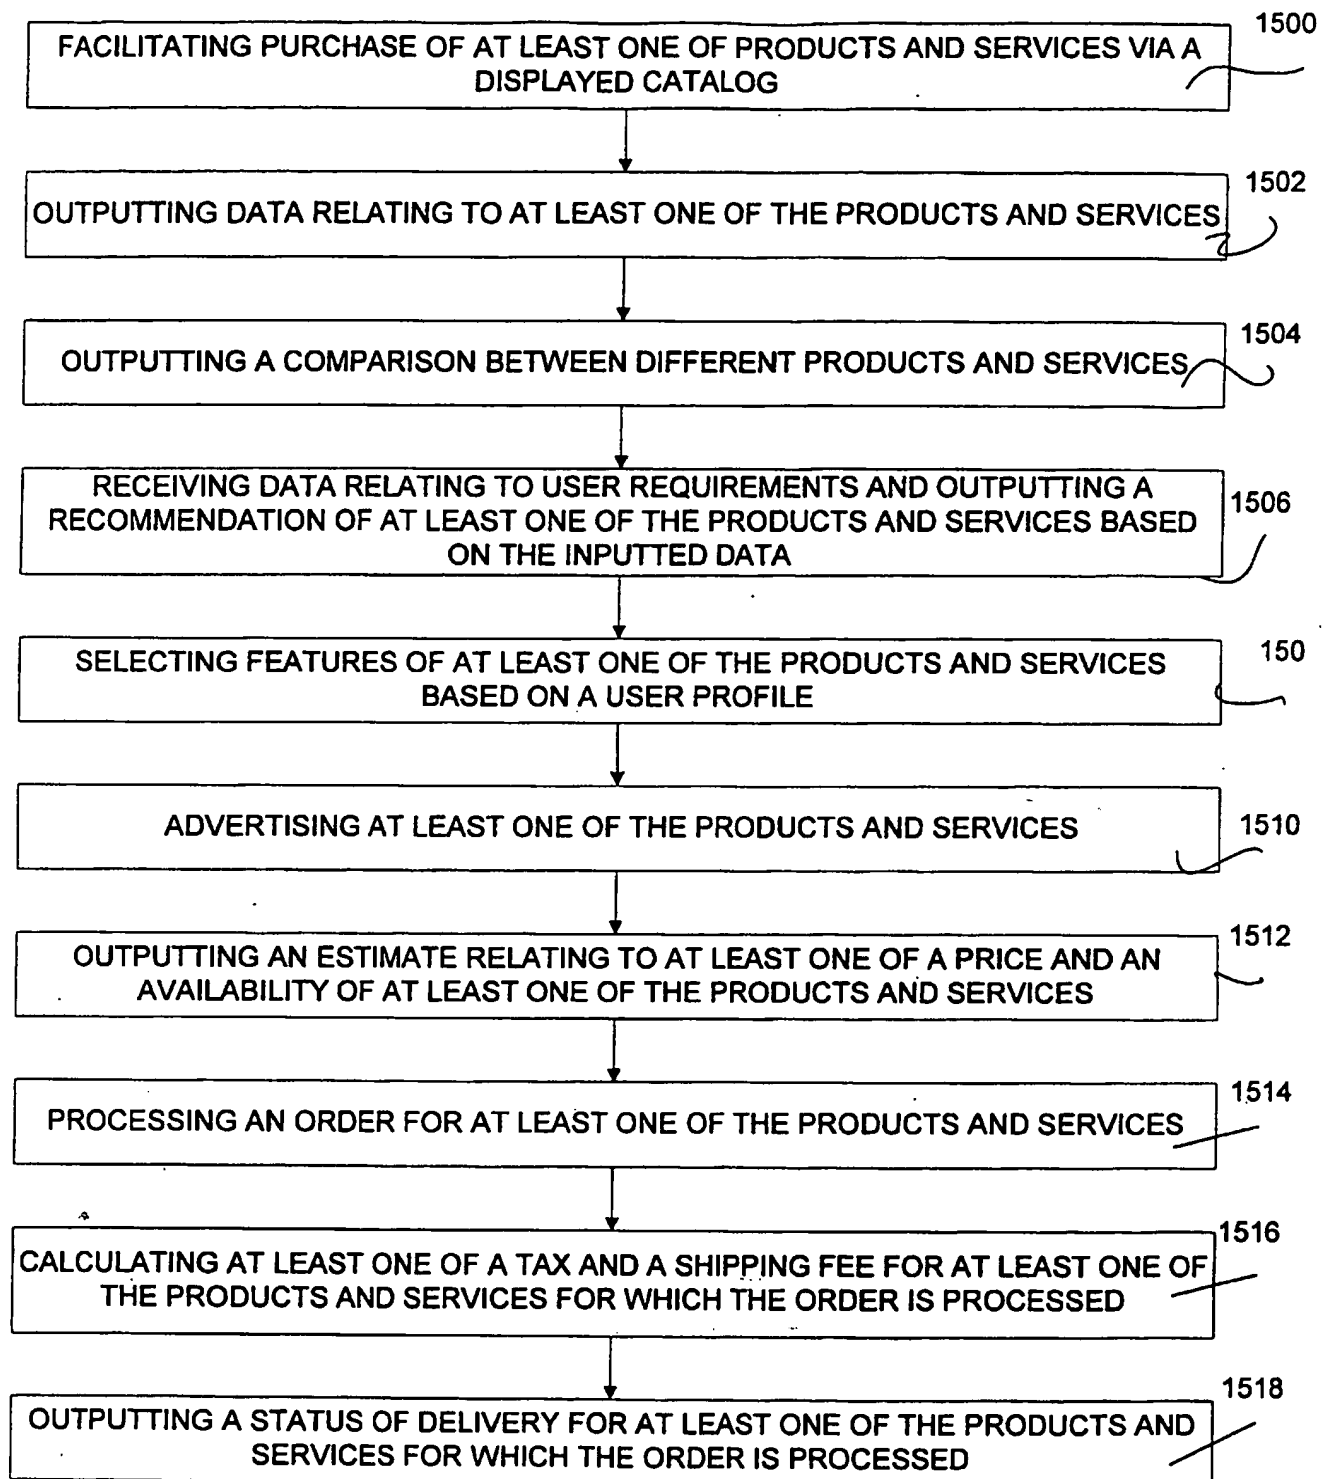 1500
FACILITATING PURCHASE OF AT LEAST ONE OF PRODUCTS AND SERVICES VIA A
DISPLAYED CATALOG
1502
OUTPUTTING DATA RELATING TO AT LEAST ONE OF THE PRODUCTS AND SERVICES
1504
OUTPUTTING A COMPARISON BETWEEN DIFFERENT PRODUCTS AND SERVICES
RECEIVING DATA RELATING TO USER REQUIREMENTS AND OUTPUTTING A
1506
RECOMMENDATION OF AT LEAST ONE OF THE PRODUCTS AND SERVICES BASED
ON THE INPUTTED DATA
150
SELECTING FEATURES OF AT LEAST ONE OF THE PRODUCTS AND SERVICES
BASED ON A USER PROFILE
1510
ADVERTISING AT LEAST ONE OF THE PRODUCTS AND SERVICES
1512
OUTPUTTING AN ESTIMATE RELATING TO AT LEAST ONE OF A PRICE AND AN
AVAILABILITY OF AT LEAST ONE OF THE PRODUCTS AND SERVICES
1514
PROCESSING AN ORDER FOR AT LEAST ONE OF THE PRODUCTS AND SERVICES
1516
CALCULATING AT LEAST ONE OF A TAX AND A SHIPPING FEE FOR AT LEAST ONE OF
THE PRODUCTS AND SERVICES FOR WHICH THE ORDER IS PROCESSED
1518
OUTPUTTING A STATUS OF DELIVERY FOR AT LEAST ONE OF THE PRODUCTS AND
SERVICES FOR WHICH THE ORDER IS PROCESSED